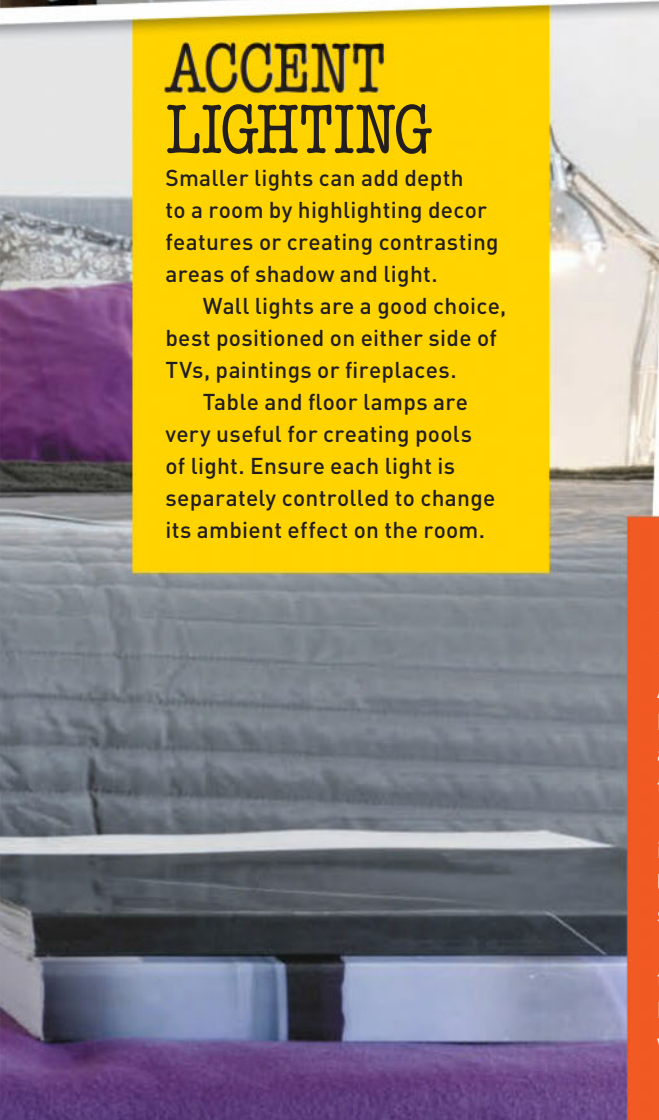 ACCENT
LIGHTING
Smaller lights can add depth
to a room by highlighting decor
features or creating contrasting
areas of shadow and light.
Wall lights are a good choice,
best positioned on either side of
TVs, paintings or fireplaces.
Table and floor lamps are
very useful for creating pools
of light. Ensure each light is
separately controlled to change
its ambient effect on the room.